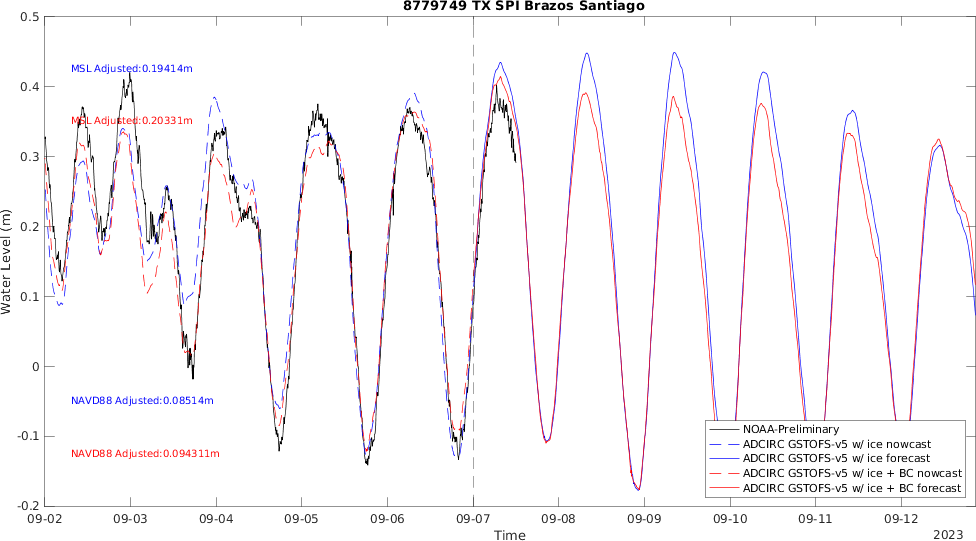 8779749 TX SPI Brazos Santiago
0.5
0.4
0.3
0.2
0.1
0
-0.1
-0.2
Water Level (m)
MSL Adjusted:0.19414m
MSL Adjusted:0.20331m
NAVD88 Adjusted:0.08514m
NAVD88 Adjusted:0.094311m
NOAA-Preliminary
ADCIRC GSTOFS-v5 w/ ice nowcast
ADCIRC GSTOFS-v5 w/ ice forecast
ADCIRC GSTOFS-v5 w/ ice + BC nowcast
ADCIRC GSTOFS-v5 w/ ice + BC forecast
09-02 09-03 09-04 09-05 09-06 09-07 09-08 09-09 09-10 09-11 09-12
Time
2023